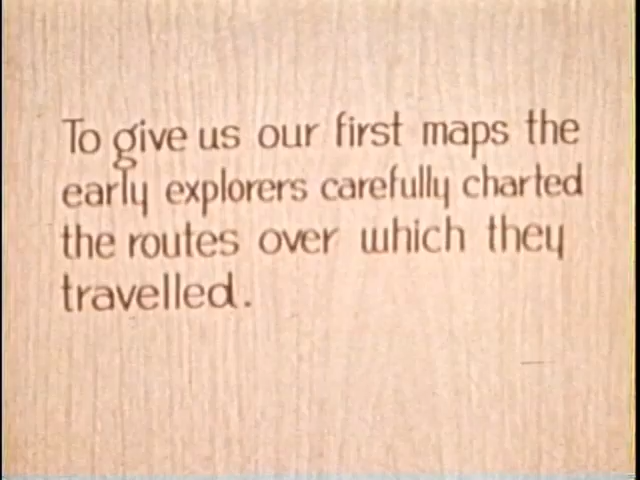 To give us our first maps the
early explorers carefully charted
the routes over which they
travelled.